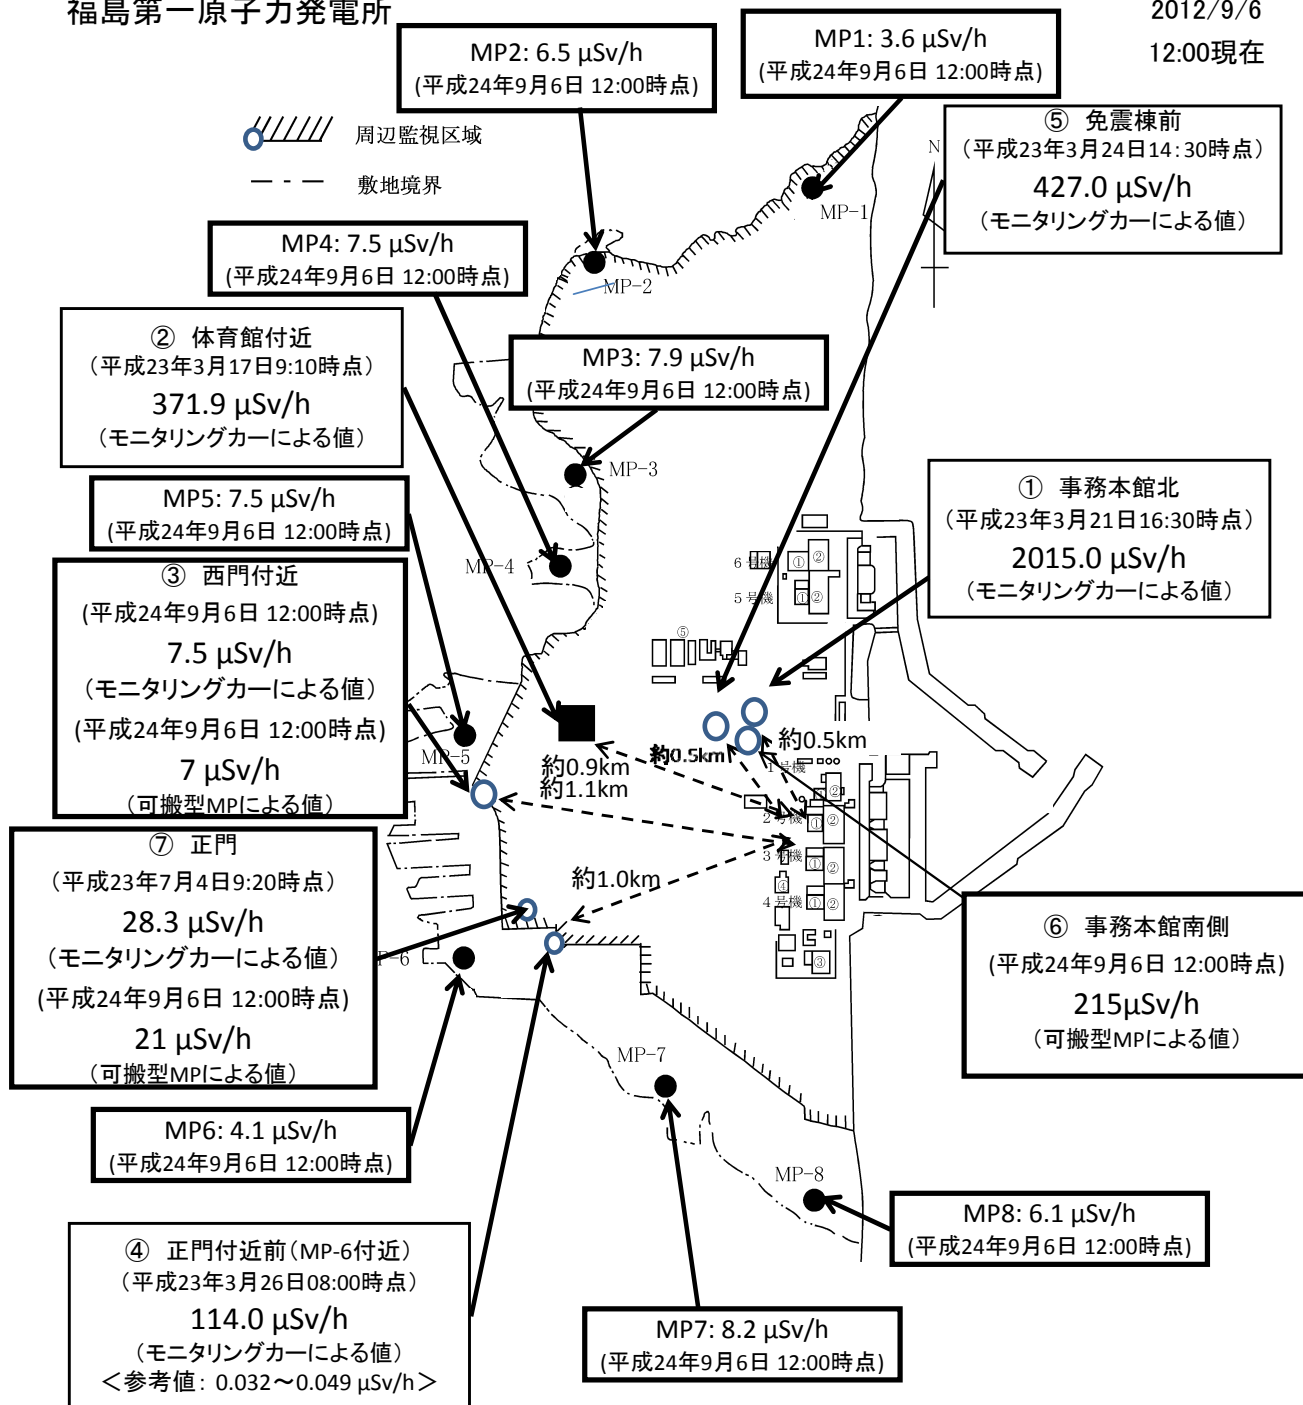 福島第一原子力発電所
2012/9/6
12:00現在
MP2: 6.5 μSv/h
(平成24年9月6日 12:00時点)
MP1: 3.6 μSv/h
(平成24年9月6日 12:00時点)
周辺監視区域
敷地境界
⑤ 免震棟前
(平成23年3月24日14:30時点)
427.0 μSv/h
(モニタリングカーによる値)
N
MP-1
MP4: 7.5 μSv/h
(平成24年9月6日 12:00時点)
MP-2
② 体育館付近
(平成23年3月17日9:10時点)
371.9 μSv/h
(モニタリングカーによる値)
MP3: 7.9 μSv/h
(平成24年9月6日 12:00時点)
MP-3
MP5: 7.5 μSv/h
(平成24年9月6日 12:00時点)
① 事務本館北
(平成23年3月21日16:30時点)
2015.0 μSv/h
(モニタリングカーによる値)
MP-4
6号機
①
②
5号機
①
②
③ 西門付近
(平成24年9月6日 12:00時点)
7.5 μSv/h
(モニタリングカーによる値)
(平成24年9月6日 12:00時点)
7 μSv/h
(可搬型MPによる値)
⑤
MP-5
約0.9km
約1.1km
約0.5km
約0.5km
1号機
②
2号機
①
②
3号機
①
②
④
4号機
①
②
③
約1.0km
⑦ 正門
(平成23年7月4日9:20時点)
28.3 μSv/h
(モニタリングカーによる値)
(平成24年9月6日 12:00時点)
21 μSv/h
(可搬型MPによる値)
-6
⑥ 事務本館南側
(平成24年9月6日 12:00時点)
215μSv/h
(可搬型MPによる値)
MP-7
MP6: 4.1 μSv/h
(平成24年9月6日 12:00時点)
MP-8
MP8: 6.1 μSv/h
(平成24年9月6日 12:00時点)
④ 正門付近前(MP-6付近)
(平成23年3月26日08:00時点)
114.0 μSv/h
(モニタリングカーによる値)
＜参考値: 0.032～0.049 μSv/h＞
MP7: 8.2 μSv/h
(平成24年9月6日 12:00時点)